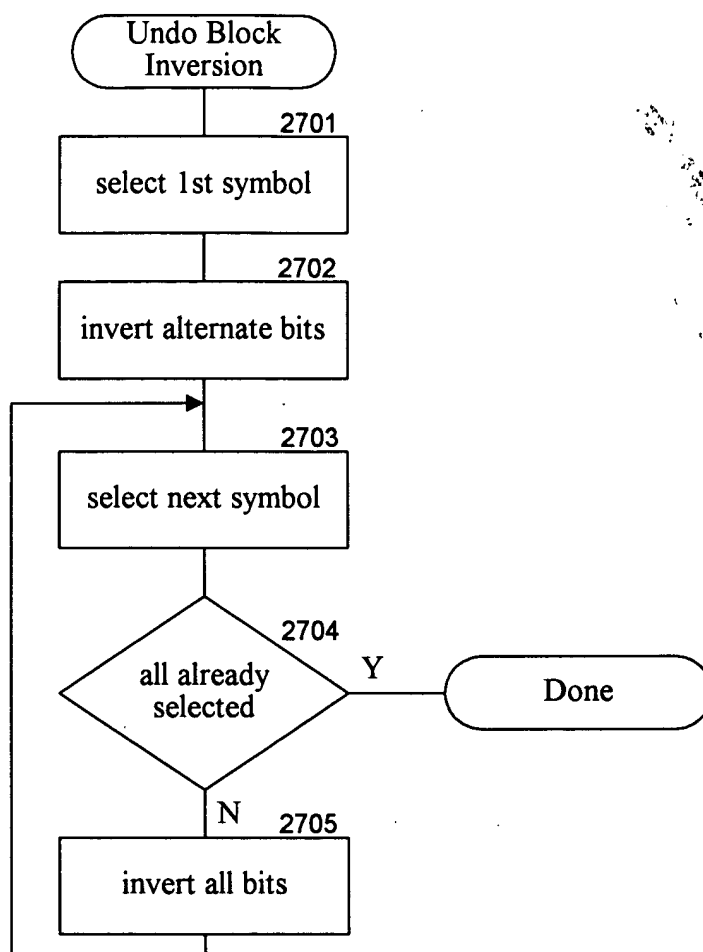 Undo Block
Inversion
2701
select 1st symbol
2702
invert alternate bits
2703
select next symbol
2704
all already
selected
Y
Done
N
2705
invert all bits